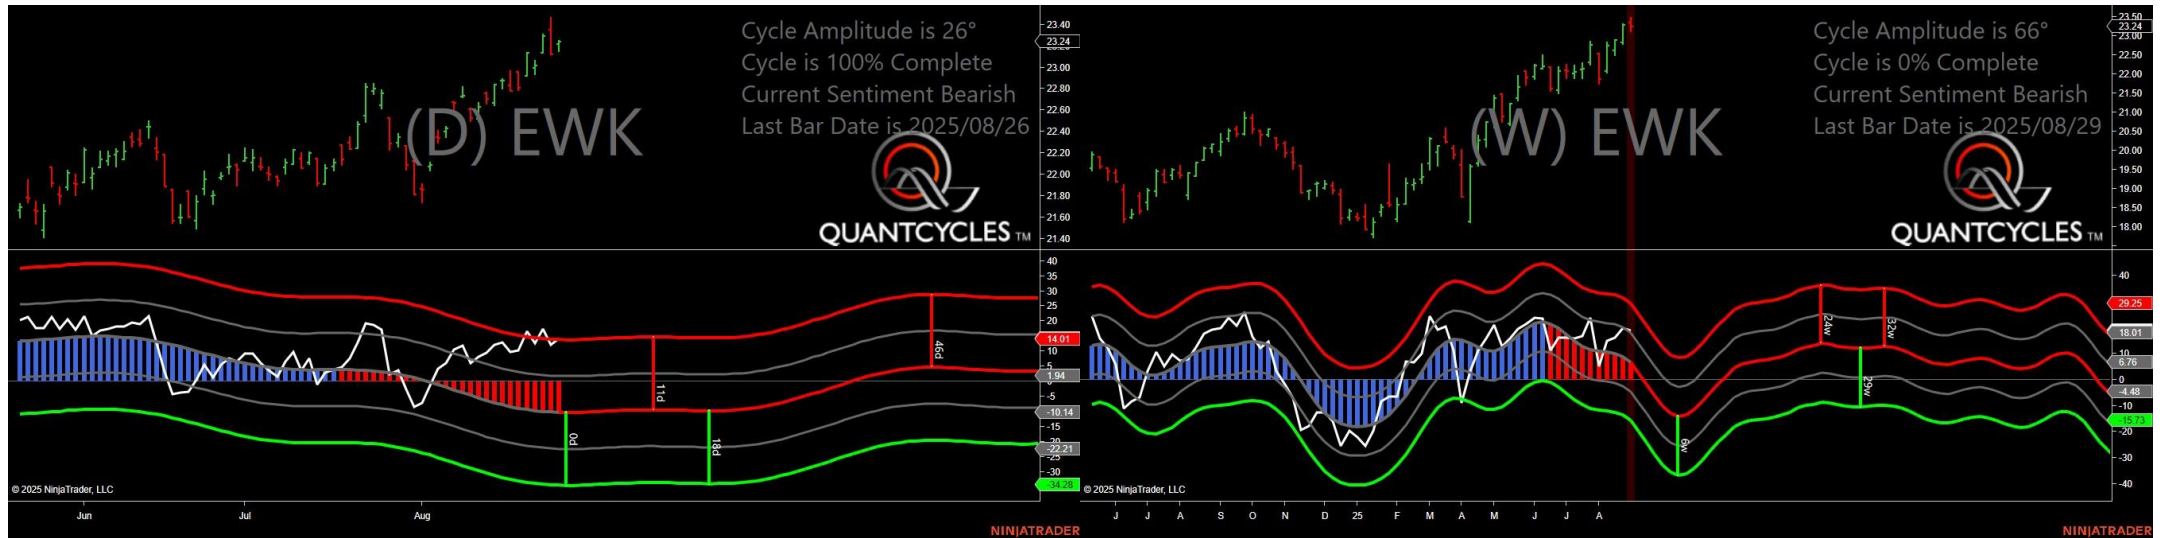 Cycle Amplitude is 26°
Cycle is 100% Complete
Current Sentiment Bearish
Last Bar Date is 2025/08/26
(D) EWK
QUANTCYCLES TM
23.40
23.24
23.00
22.80
22.60
22.40
22.20
22.00
21.80
21.60
21.40
40
35
30
25
20
14.01
10
5
1.94
-5
-10.14
-15
-22.21
-25
-30
-34.28
11d
46d
0d
18d
© 2025 NinjaTrader, LLC
Jun
Jul
Aug
NINJATRADER
Cycle Amplitude is 66°
Cycle is 0% Complete
Current Sentiment Bearish
Last Bar Date is 2025/08/29
(W) EWK
QUANTCYCLES TM
23.50
23.24
23.00
22.50
22.00
21.50
21.00
20.50
20.00
19.50
19.00
18.50
18.00
40
29.25
18.01
10
6.76
0
-4.48
-10
-15.73
-20
-30
-40
24w
32w
29w
6w
© 2025 NinjaTrader, LLC
J
J
A
S
O
N
D
25
F
M
A
M
J
J
A
NINJATRADER